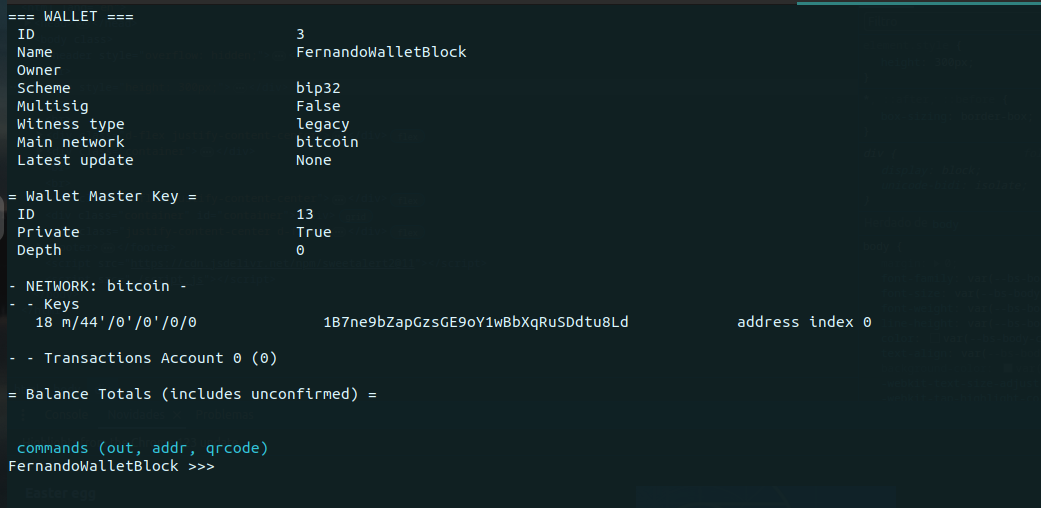 === WALLET ===
ID 3
Name FernandoWalletBlock
Owner
Scheme bip32
Multisig False
Witness type legacy
Main network bitcoin
Latest update None
= Wallet Master Key =
ID 13
Private True
Depth 0
- NETWORK: bitcoin -
- - Keys
18 m/44'/0'/0'/0/0 1B7ne9bZapGzsGE9oY1wBbXqRuSDdtu8Ld address index 0
- - Transactions Account 0 (0)
= Balance Totals (includes unconfirmed) =
commands (out, addr, qrcode)
FernandoWalletBlock >>>
Easter egg